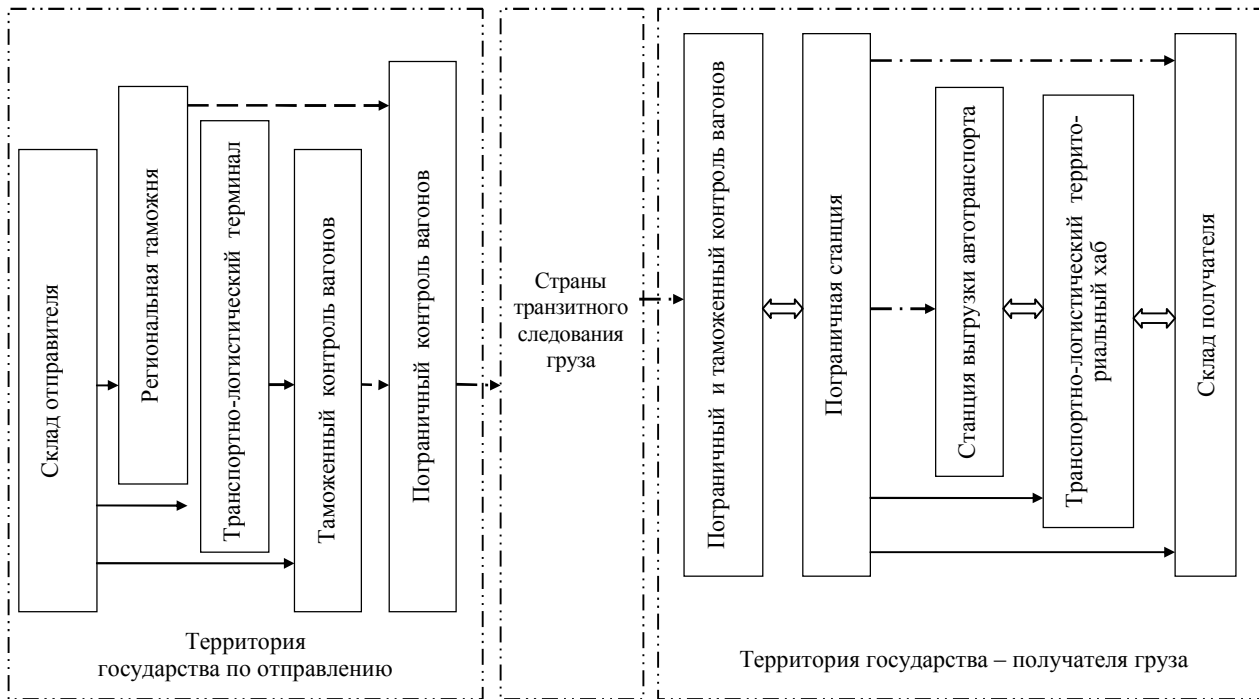 Склад отправителя
Региональная таможня
Транспортно-логистический терминал
Таможенный контроль вагонов
Пограничный контроль вагонов
Территория
государства по отправлению
Страны
транзитного
следования
груза
Пограничный и таможенный контроль вагонов
Пограничная станция
Станция выгрузки автотранспорта
Транспортно-логистический террито-
риальный хаб
Склад получателя
Территория государства – получателя груза